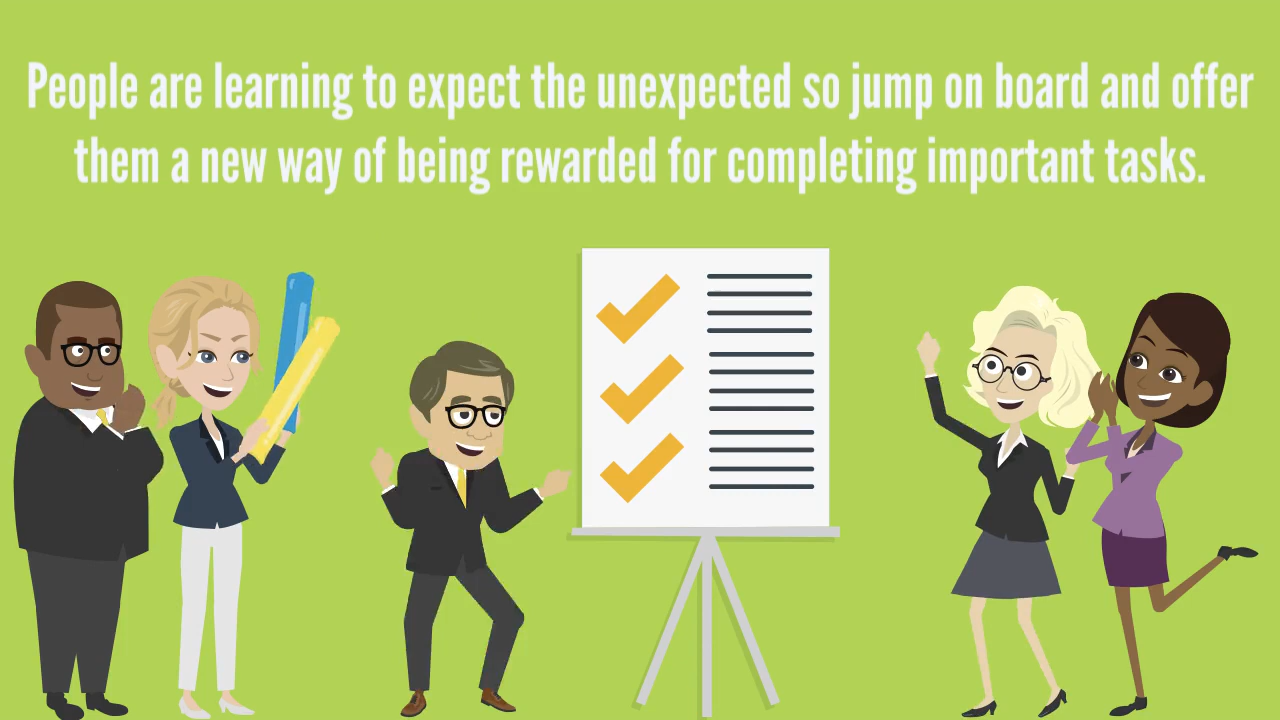 People are learning to expect the unexpected so jump on board and offer
them a new way of being rewarded for completing important tasks.